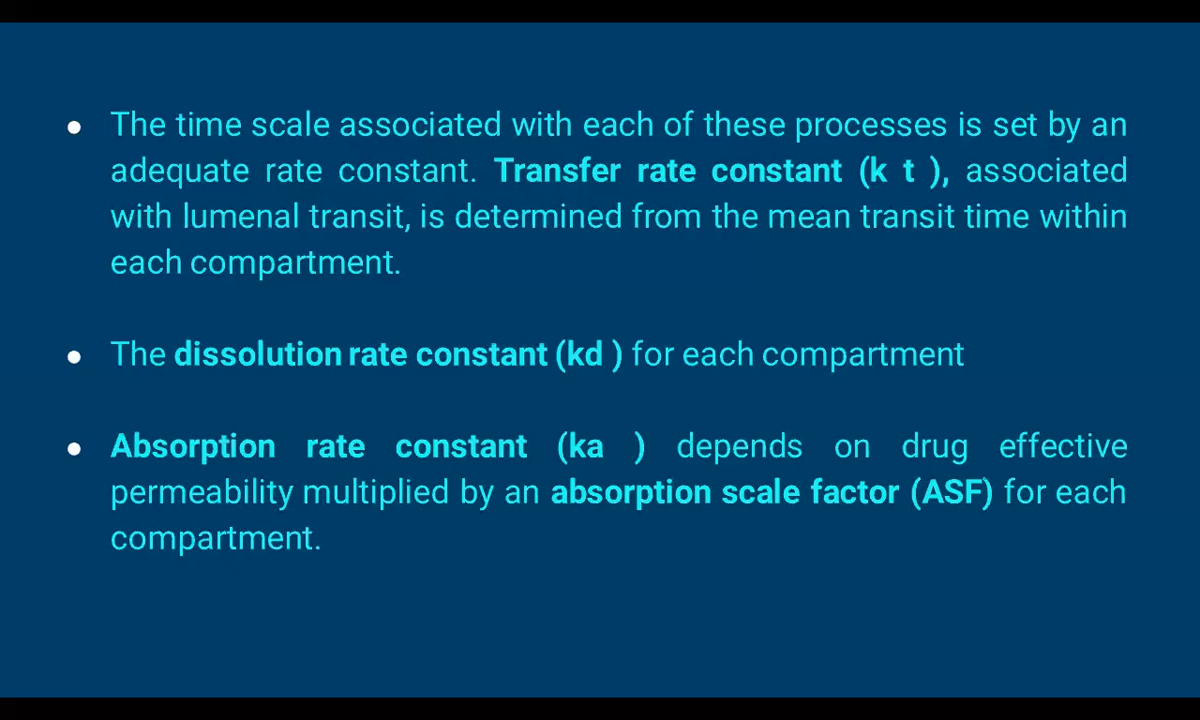 The time scale associated with each of these processes is set by an
adequate rate constant. Transfer rate constant (k t ), associated
with lumenal transit, is determined from the mean transit time within
each compartment.
The dissolution rate constant (kd ) for each compartment
Absorption rate constant (ka ) depends on drug effective
permeability multiplied by an absorption scale factor (ASF) for each
compartment.